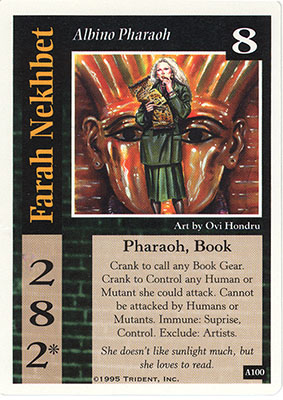 Farah Nekhbet
Albino Pharaoh
8
Art by Ovi Hondru
2
8
2*
Pharaoh, Book
Crank to call any Book Gear.
Crank to Control any Human or
Mutant she could attack. Cannot
be attacked by Humans or
Mutants. Immune: Suprise,
Control. Exclude: Artists.
She doesn't like sunlight much, but
she loves to read.
©1995 TRIDENT, INC.
A100